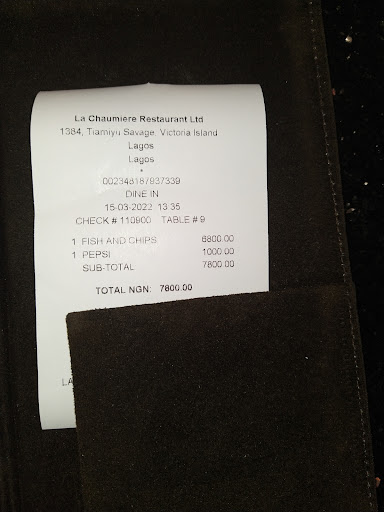 La Chaumiere Restaurant Ltd
1384, Tiamiyu Savage, Victoria Island
Lagos
Lagos
*
002348187937339
DINE IN
15-03-2022 13:35
CHECK # 110900 TABLE # 9
1 FISH AND CHIPS 6800.00
1 PEPSI 1000.00
SUB-TOTAL 7800.00
TOTAL NGN: 7800.00
LA